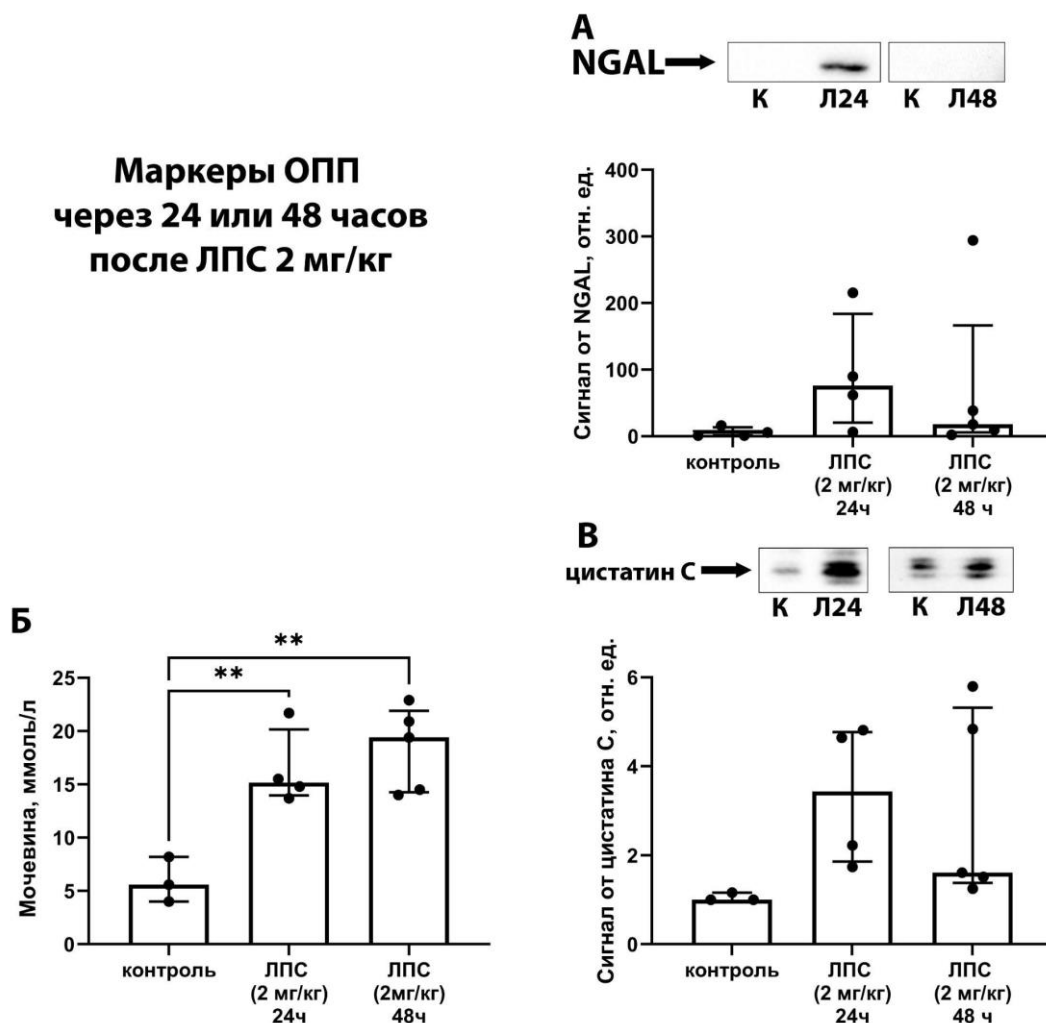 Маркеры ОПП
через 24 или 48 часов
после ЛПС 2 мг/кг
А
NGAL
К Л24 К Л48
Сигнал от NGAL, отн. ед.
400
300
200
100
0
контроль ЛПС ЛПС
(2 мг/кг) (2 мг/кг)
24ч 48 ч
Б
** **
Мочевина, ммоль/л
25
20
15
10
5
0
контроль ЛПС ЛПС
(2 мг/кг) (2мг/кг)
24ч 48ч
В
цистатин С
К Л24 К Л48
Сигнал от цистатина С, отн. ед.
6
4
2
0
контроль ЛПС ЛПС
(2 мг/кг) (2 мг/кг)
24ч 48 ч